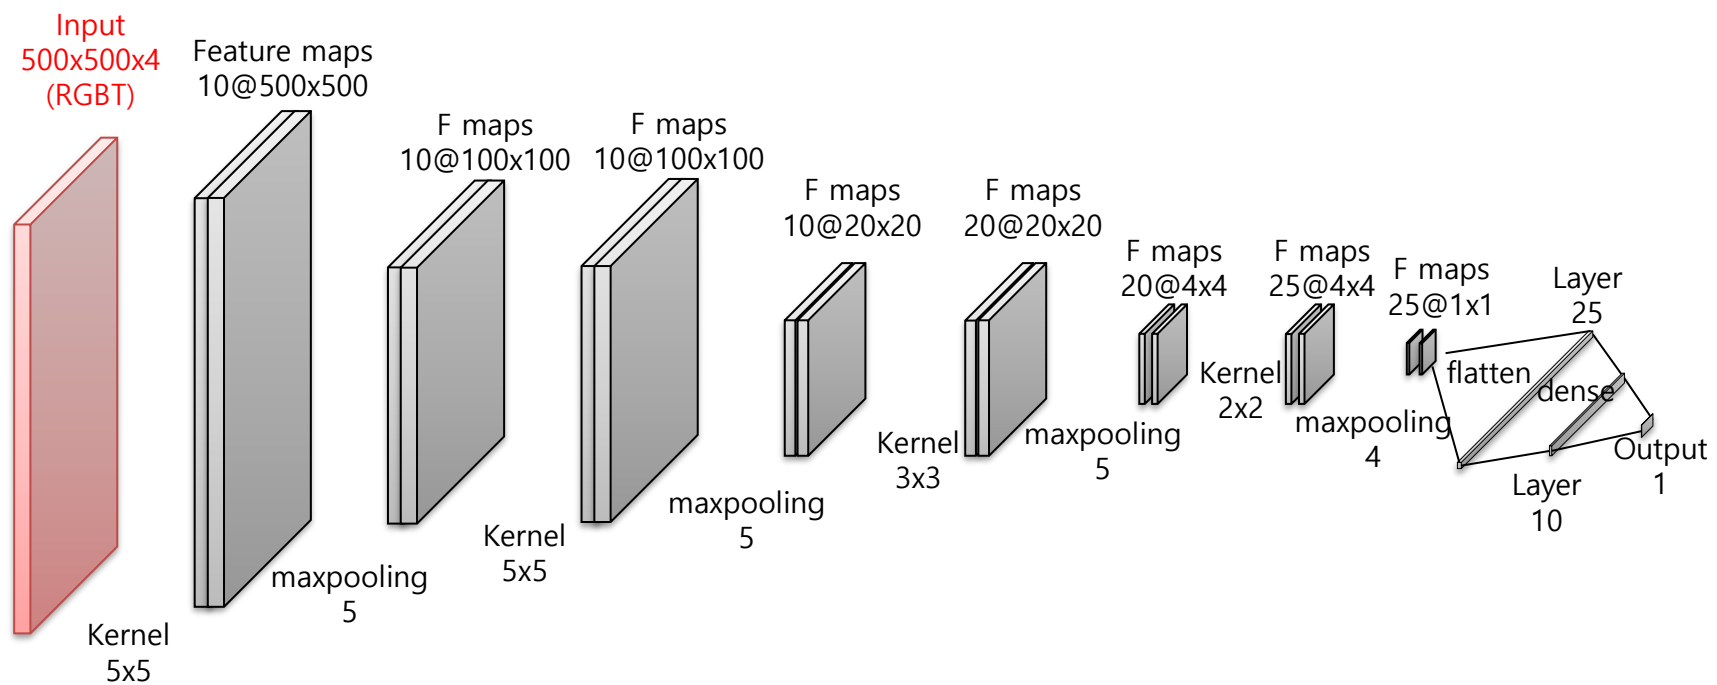 Input
500x500x4
(RGBT)
Kernel
5x5
Feature maps
10@500x500
maxpooling
5
F maps
10@100x100
Kernel
5x5
F maps
10@100x100
maxpooling
5
F maps
10@20x20
Kernel
3x3
F maps
20@20x20
maxpooling
5
F maps
20@4x4
Kernel
2x2
F maps
25@4x4
maxpooling
4
F maps
25@1x1
flatten
Layer
25
dense
Layer
10
Output
1